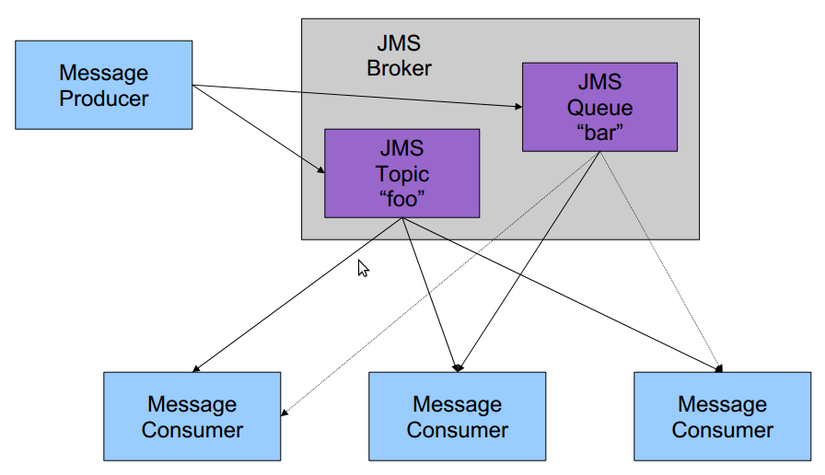 JMS
Broker
Message
Producer
JMS
Queue
“bar”
JMS
Topic
“foo”
Message
Consumer
Message
Consumer
Message
Consumer